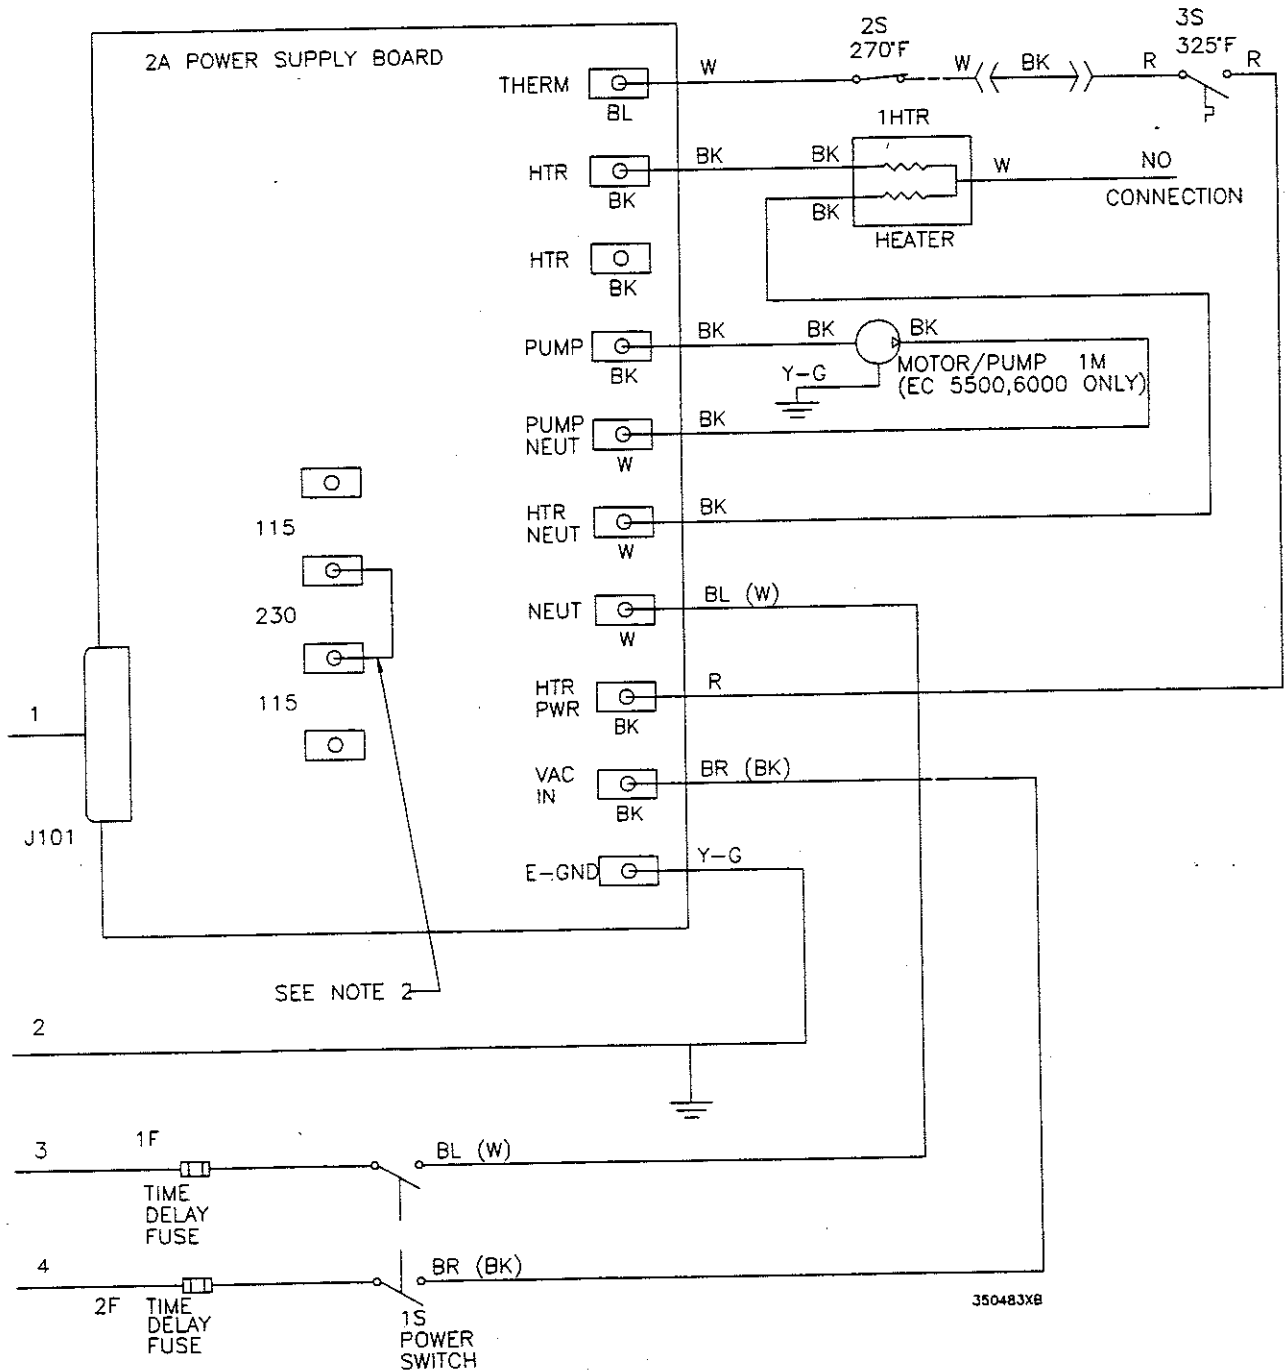 2S
270°F
3S
325°F
2A POWER SUPPLY BOARD
THERM
BL
W
W
BK
R
R
1HTR
HTR
BK
BK
BK
W
NO
CONNECTION
BK
HEATER
HTR
BK
PUMP
BK
BK
BK
BK
Y-G
MOTOR/PUMP 1M
(EC 5500,6000 ONLY)
PUMP
NEUT
W
BK
115
HTR
NEUT
W
BK
230
NEUT
W
BL (W)
115
HTR
PWR
BK
R
1
VAC
IN
BK
BR (BK)
J101
E-GND
Y-G
SEE NOTE 2
2
3
1F
TIME
DELAY
FUSE
BL (W)
4
2F
TIME
DELAY
FUSE
BR (BK)
1S
POWER
SWITCH
350483XB